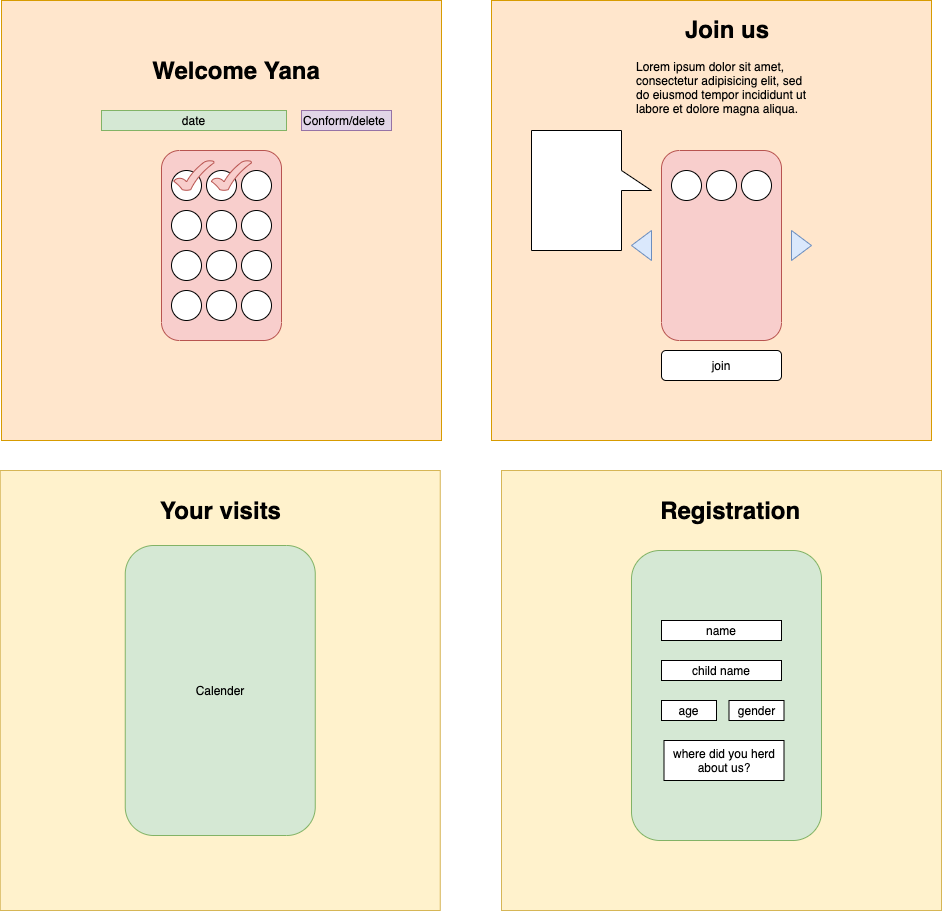 Welcome Yana
date
Conform/delete
Join us
Lorem ipsum dolor sit amet,
consectetur adipisicing elit, sed
do eiusmod tempor incididunt ut
labore et dolore magna aliqua.
join
Your visits
Calender
Registration
name
child name
age
gender
where did you herd
about us?